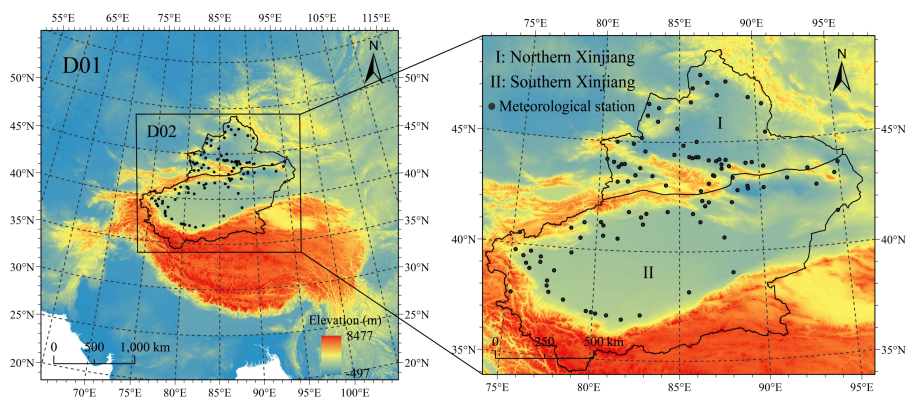 55°E 65°E 75°E 85°E 95°E 105°E 115°E
D01
N
50°N
45°N
40°N
35°N
30°N
25°N
20°N
50°N
45°N
40°N
35°N
30°N
25°N
20°N
D02
Elevation (m)
8477
-497
0 500 1,000 km
70°E 75°E 80°E 85°E 90°E 95°E 100°E
75°E 80°E 85°E 90°E 95°E
I: Northern Xinjiang
II: Southern Xinjiang
Meteorological station
N
I
II
45°N
40°N
35°N
45°N
40°N
35°N
0 250 500 km
75°E 80°E 85°E 90°E 95°E